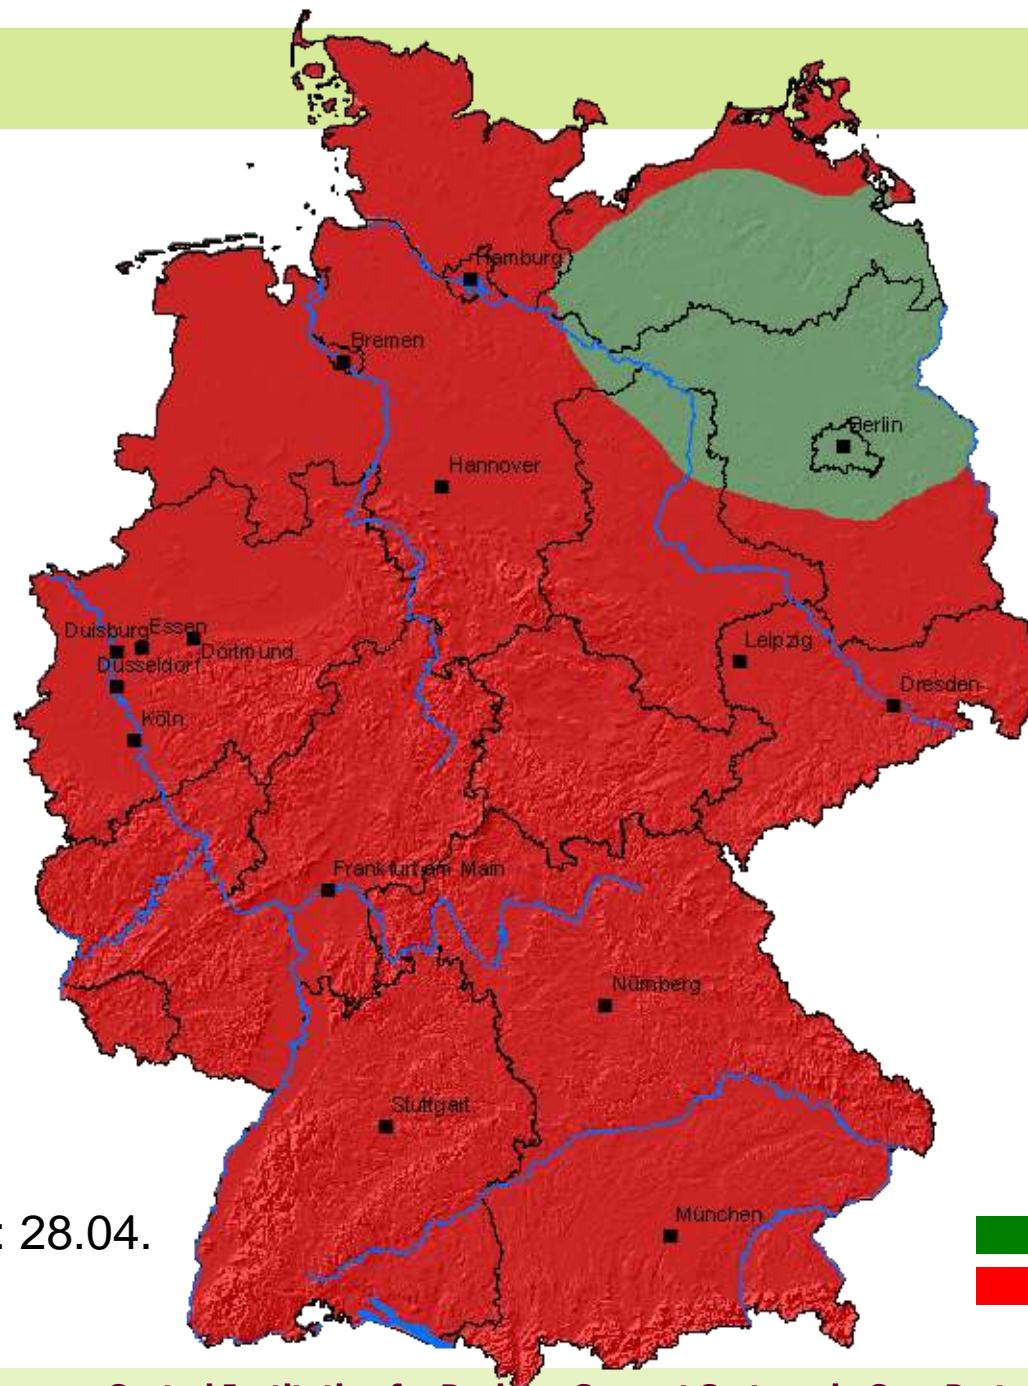 Hamburg
Bremen
Berlin
Hannover
Duisburg
Essen
Dortmund
Düsseldorf
Leipzig
Dresden
Köln
Frankfurt am Main
Nürnberg
Stuttgart
München
: 28.04.